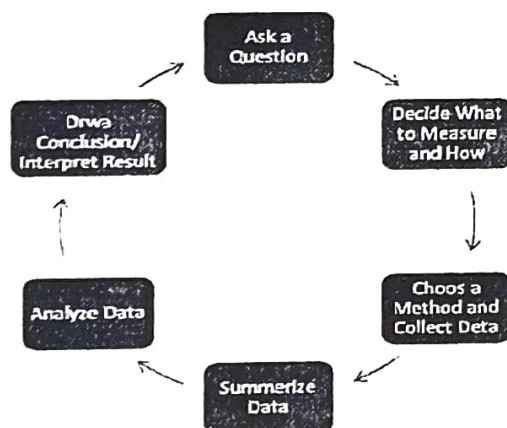 Ask a
Question
Decide What
to Measure
and How
Choos a
Method and
Collect Deta
Summerize
Data
Analyze Data
Drwa
Conclusion/
Interpret Result